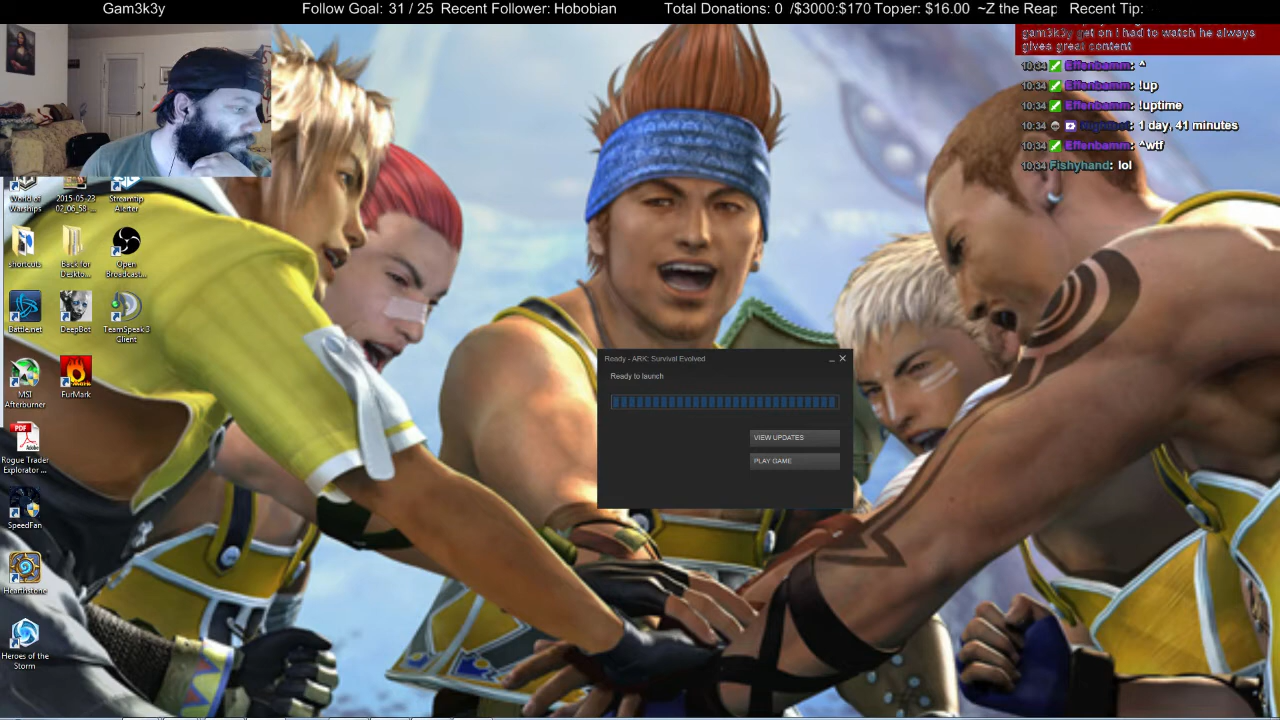 Gam3k3y
Follow Goal: 31 / 25 Recent Follower: Hobobian
Total Donations: 0 /$3000:$170 Topper: $16.00 ~Z the Reap
Recent Tip:
gam3k3y get on i had to watch he always
gives great content
10:34 Effenbamm: ^
10:34 Effenbamm: !up
10:34 Effenbamm: !uptime
10:34 1 day, 41 minutes
10:34 Effenbamm: ^wtf
10:34 Fishyhand: lol
World of
Warships
2015-05-23
02_06_58-...
Streamtip
Alerter
shortcuts
Back for
Deskto...
Open
Broadcast...
Battle.net
DeepBot
TeamSpeak 3
Client
MSI
Afterburner
FurMark
PDF
Adobe
Rogue Trader
Explorator ...
SpeedFan
Hearthstone
Heroes of the
Storm
Ready - ARK: Survival Evolved
Ready to launch
VIEW UPDATES
PLAY GAME